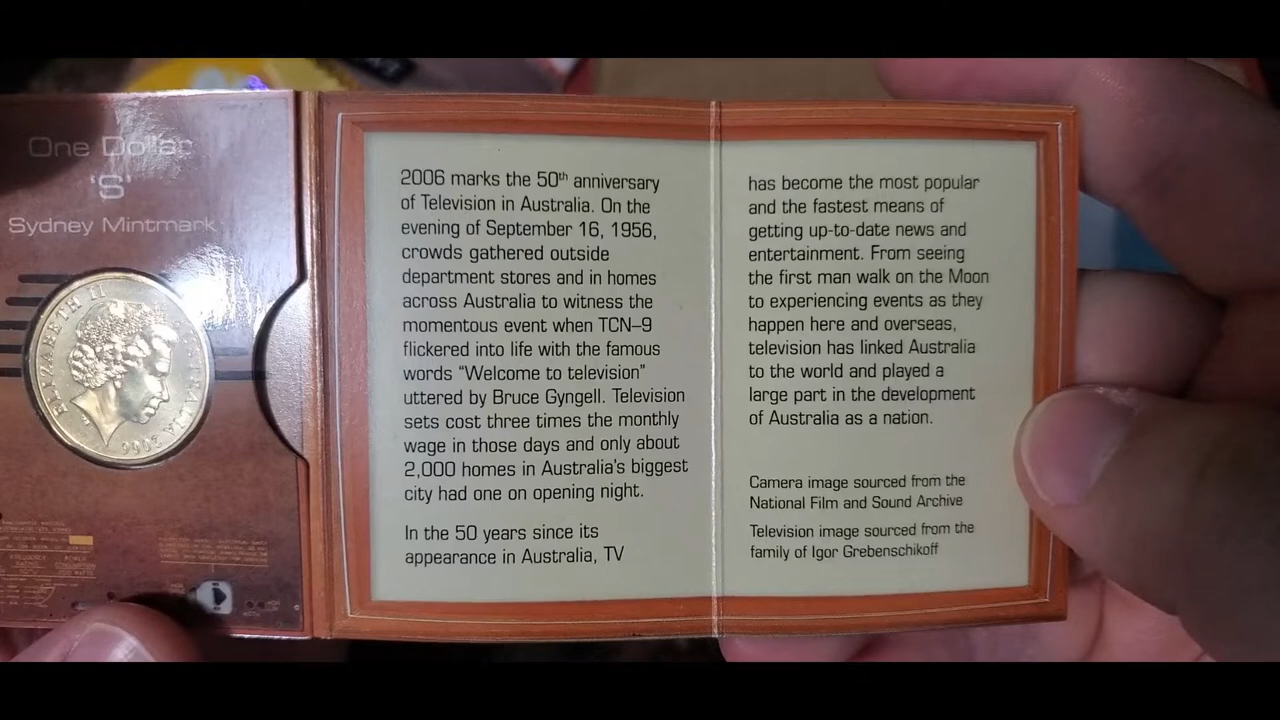 One Dollar
'S'
Sydney Mintmark
ELIZABETH II
AUSTRALIA 2006
2006 marks the 50th anniversary
of Television in Australia. On the
evening of September 16, 1956,
crowds gathered outside
department stores and in homes
across Australia to witness the
momentous event when TCN–9
flickered into life with the famous
words “Welcome to television”
uttered by Bruce Gyngell. Television
sets cost three times the monthly
wage in those days and only about
2,000 homes in Australia's biggest
city had one on opening night.
In the 50 years since its
appearance in Australia, TV
has become the most popular
and the fastest means of
getting up-to-date news and
entertainment. From seeing
the first man walk on the Moon
to experiencing events as they
happen here and overseas,
television has linked Australia
to the world and played a
large part in the development
of Australia as a nation.
Camera image sourced from the
National Film and Sound Archive
Television image sourced from the
family of Igor Grebenschikoff